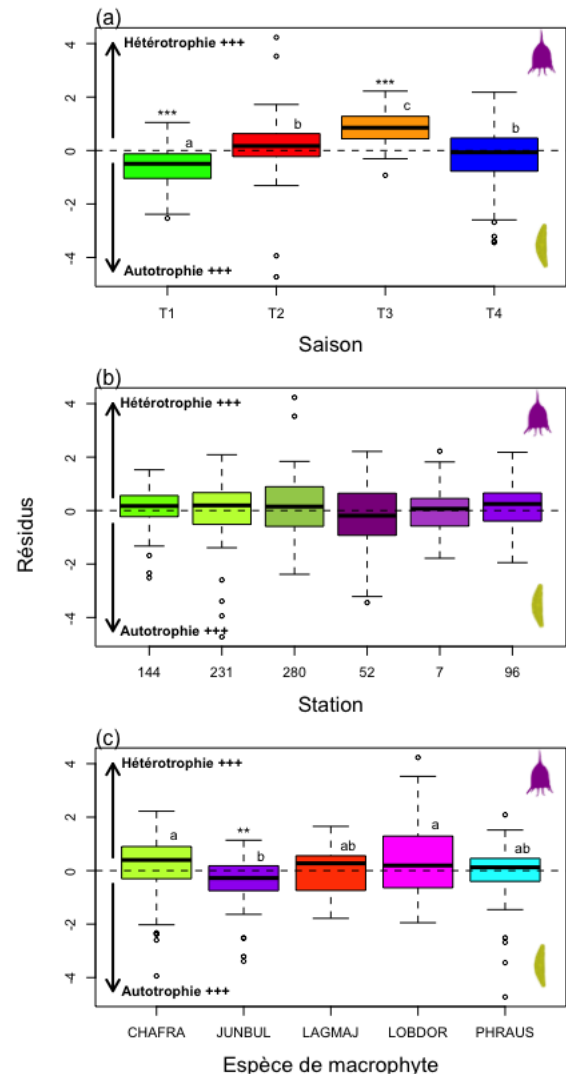 (a)
Hétérotrophie +++
***
a
b
***
c
b
Autotrophie +++
4
2
0
-2
-4
T1 T2 T3 T4
Saison
(b)
Hétérotrophie +++
Autotrophie +++
4
2
0
-2
-4
144 231 280 52 7 96
Station
Résidus
(c)
Hétérotrophie +++
a
**
b
ab
a
ab
Autotrophie +++
4
2
0
-2
-4
CHAFRA JUNBUL LAGMAJ LOBDOR PHRAUS
Espèce de macrophyte